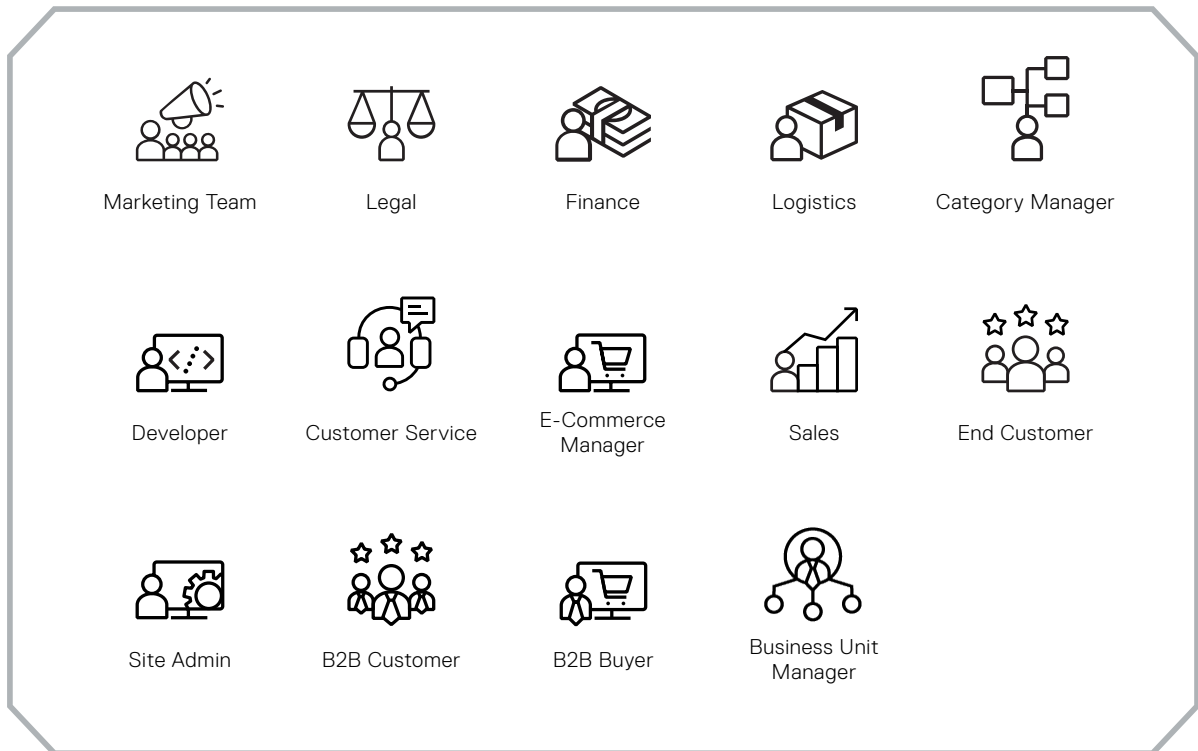 Marketing Team
Legal
Finance
Logistics
Category Manager
Developer
Customer Service
E-Commerce
Manager
Sales
End Customer
Site Admin
B2B Customer
B2B Buyer
Business Unit
Manager